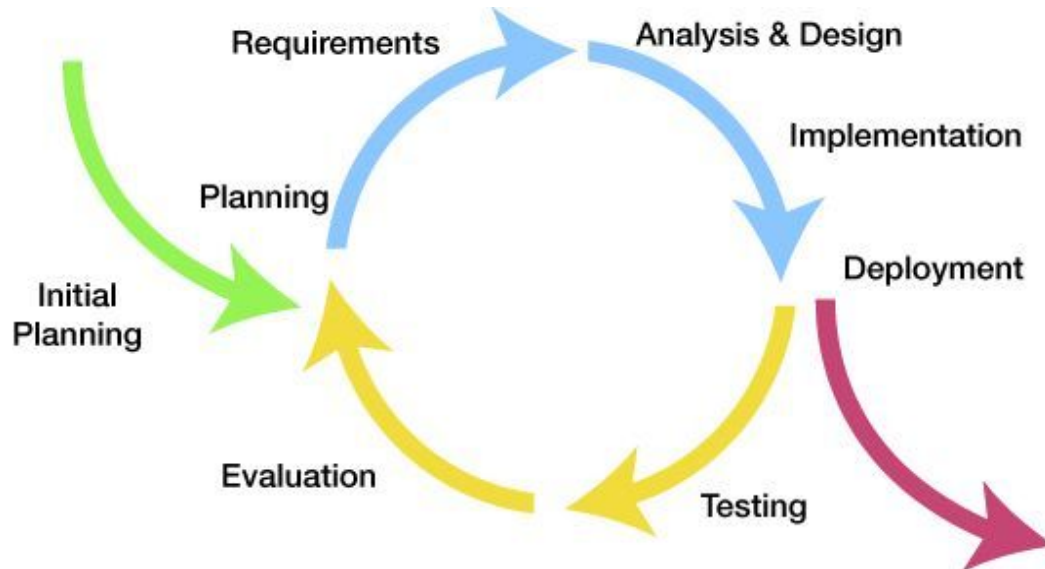 Requirements
Analysis & Design
Implementation
Planning
Deployment
Initial
Planning
Evaluation
Testing